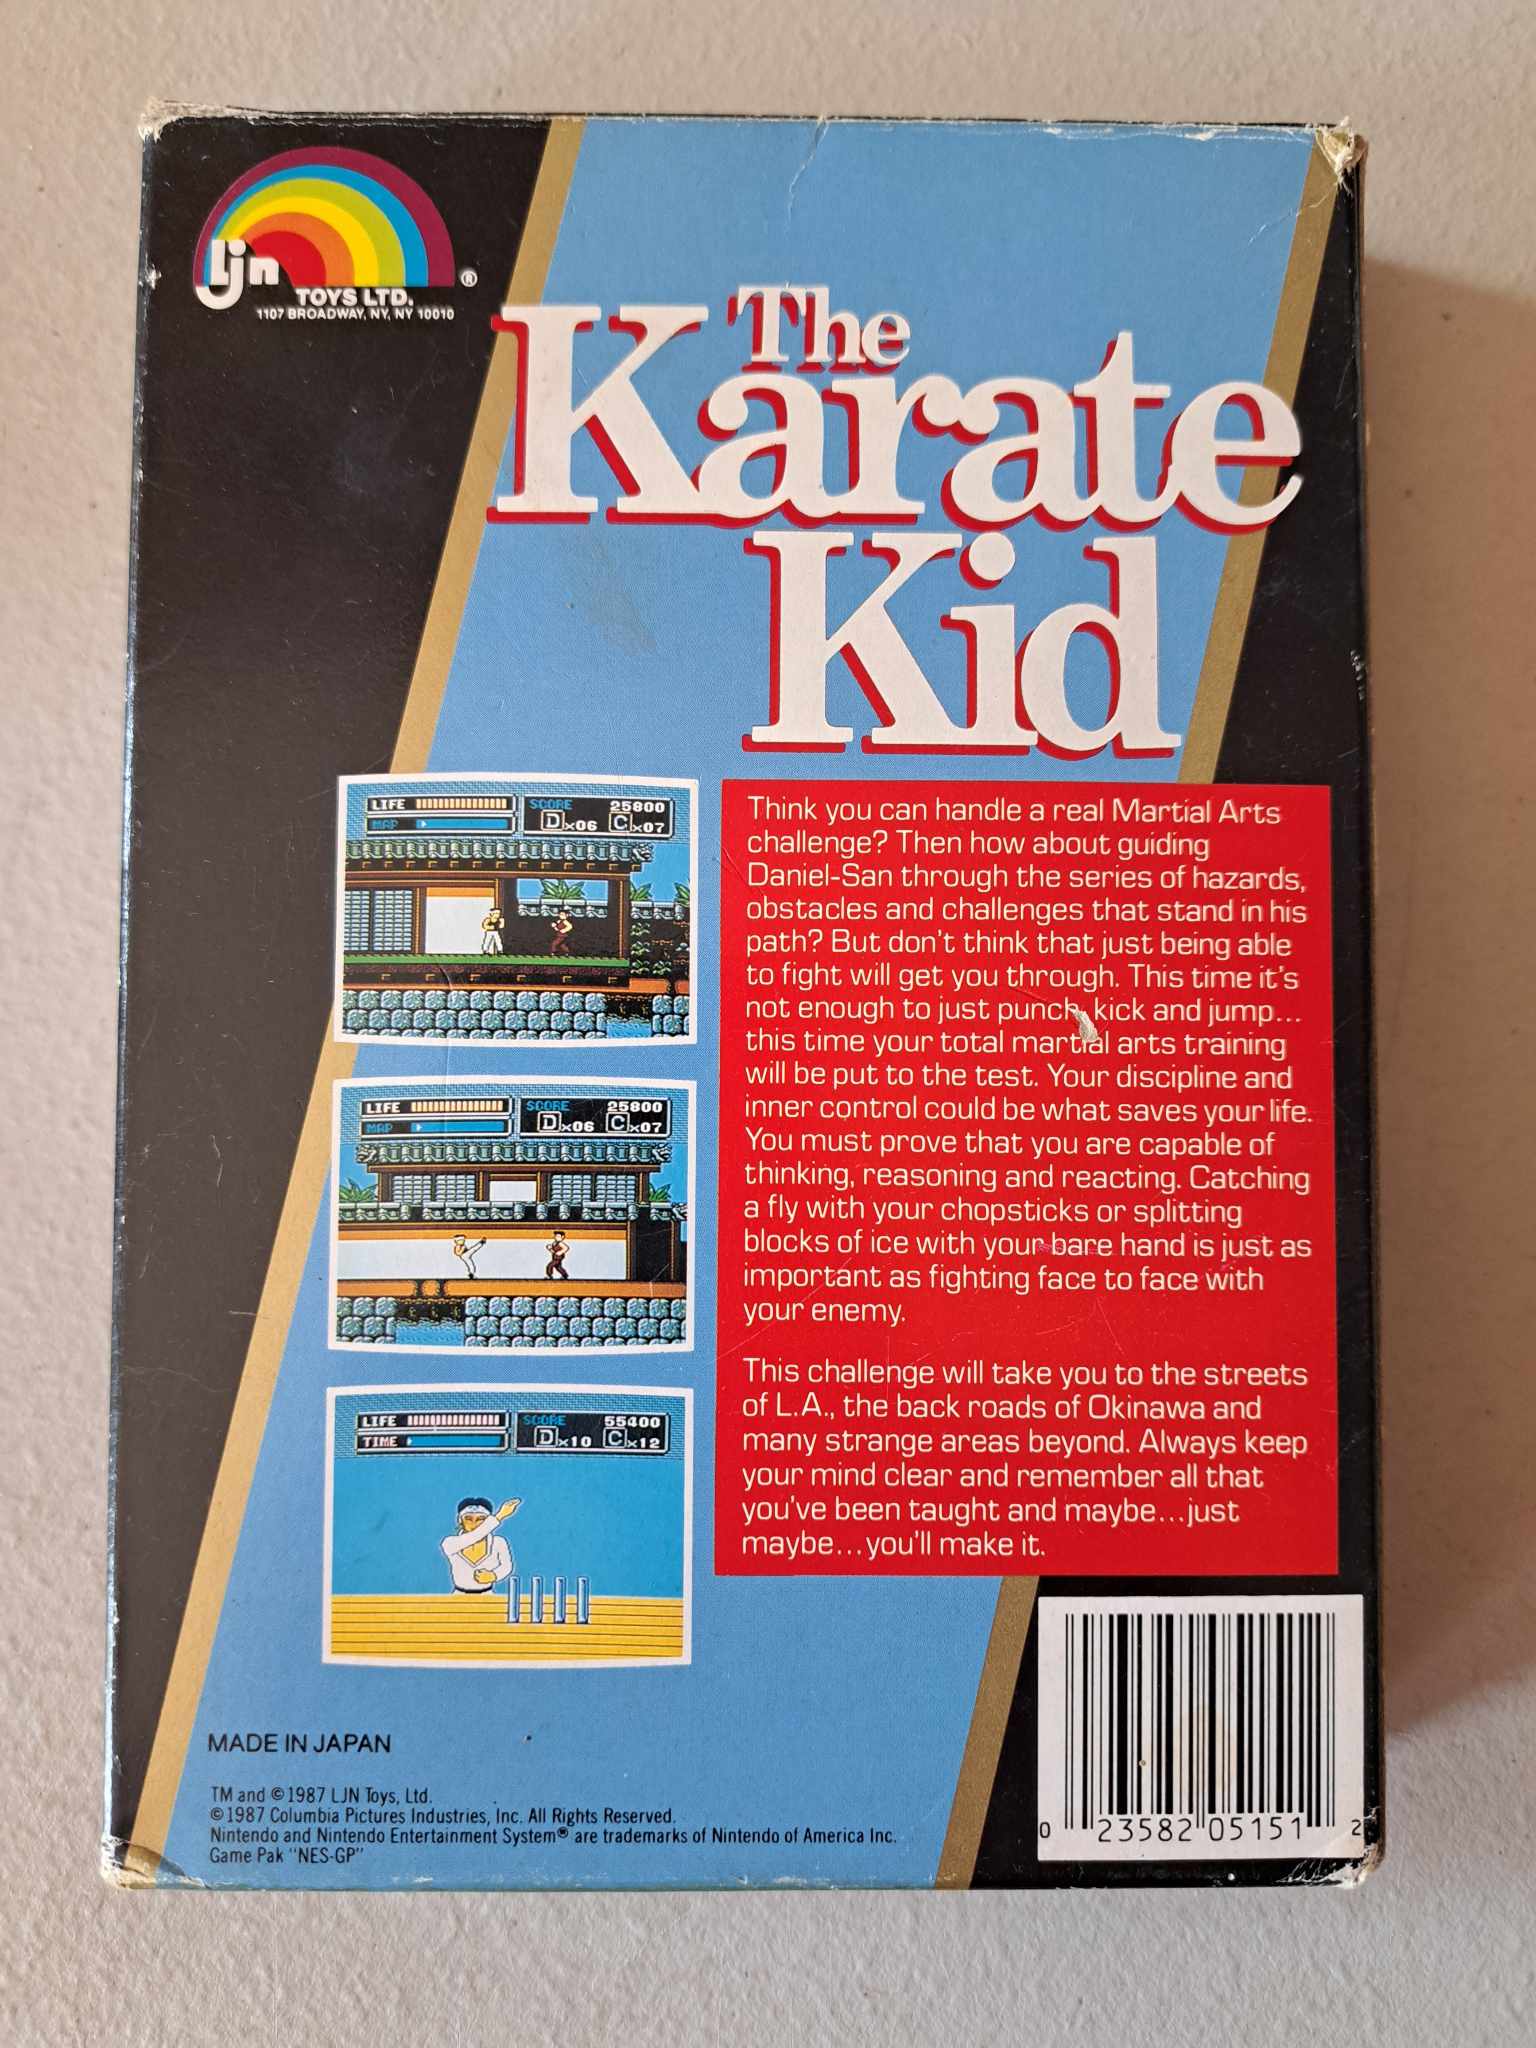 ljn
TOYS LTD. ®
1107 BROADWAY, NY, NY 10010
The
Karate
Kid
LIFE SCORE 25800
MAP D×06 C×07
LIFE SCORE 25800
MAP D×06 C×07
LIFE SCORE 55400
TIME D×10 C×12
Think you can handle a real Martial Arts
challenge? Then how about guiding
Daniel-San through the series of hazards,
obstacles and challenges that stand in his
path? But don't think that just being able
to fight will get you through. This time it's
not enough to just punch, kick and jump...
this time your total martial arts training
will be put to the test. Your discipline and
inner control could be what saves your life.
You must prove that you are capable of
thinking, reasoning and reacting. Catching
a fly with your chopsticks or splitting
blocks of ice with your bare hand is just as
important as fighting face to face with
your enemy.
This challenge will take you to the streets
of L.A., the back roads of Okinawa and
many strange areas beyond. Always keep
your mind clear and remember all that
you've been taught and maybe...just
maybe...you'll make it.
MADE IN JAPAN
TM and © 1987 LJN Toys, Ltd.
© 1987 Columbia Pictures Industries, Inc. All Rights Reserved.
Nintendo and Nintendo Entertainment System® are trademarks of Nintendo of America Inc.
Game Pak "NES-GP"
0 23582 05151 2